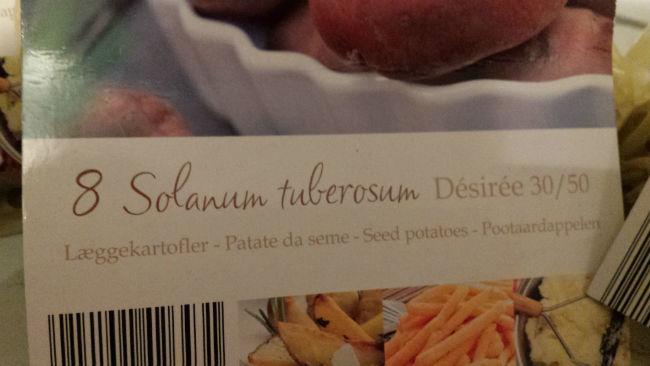 8 Solanum tuberosum Désirée 30/50
Læggekartofler - Patate da seme - Seed potatoes - Pootaardappelen